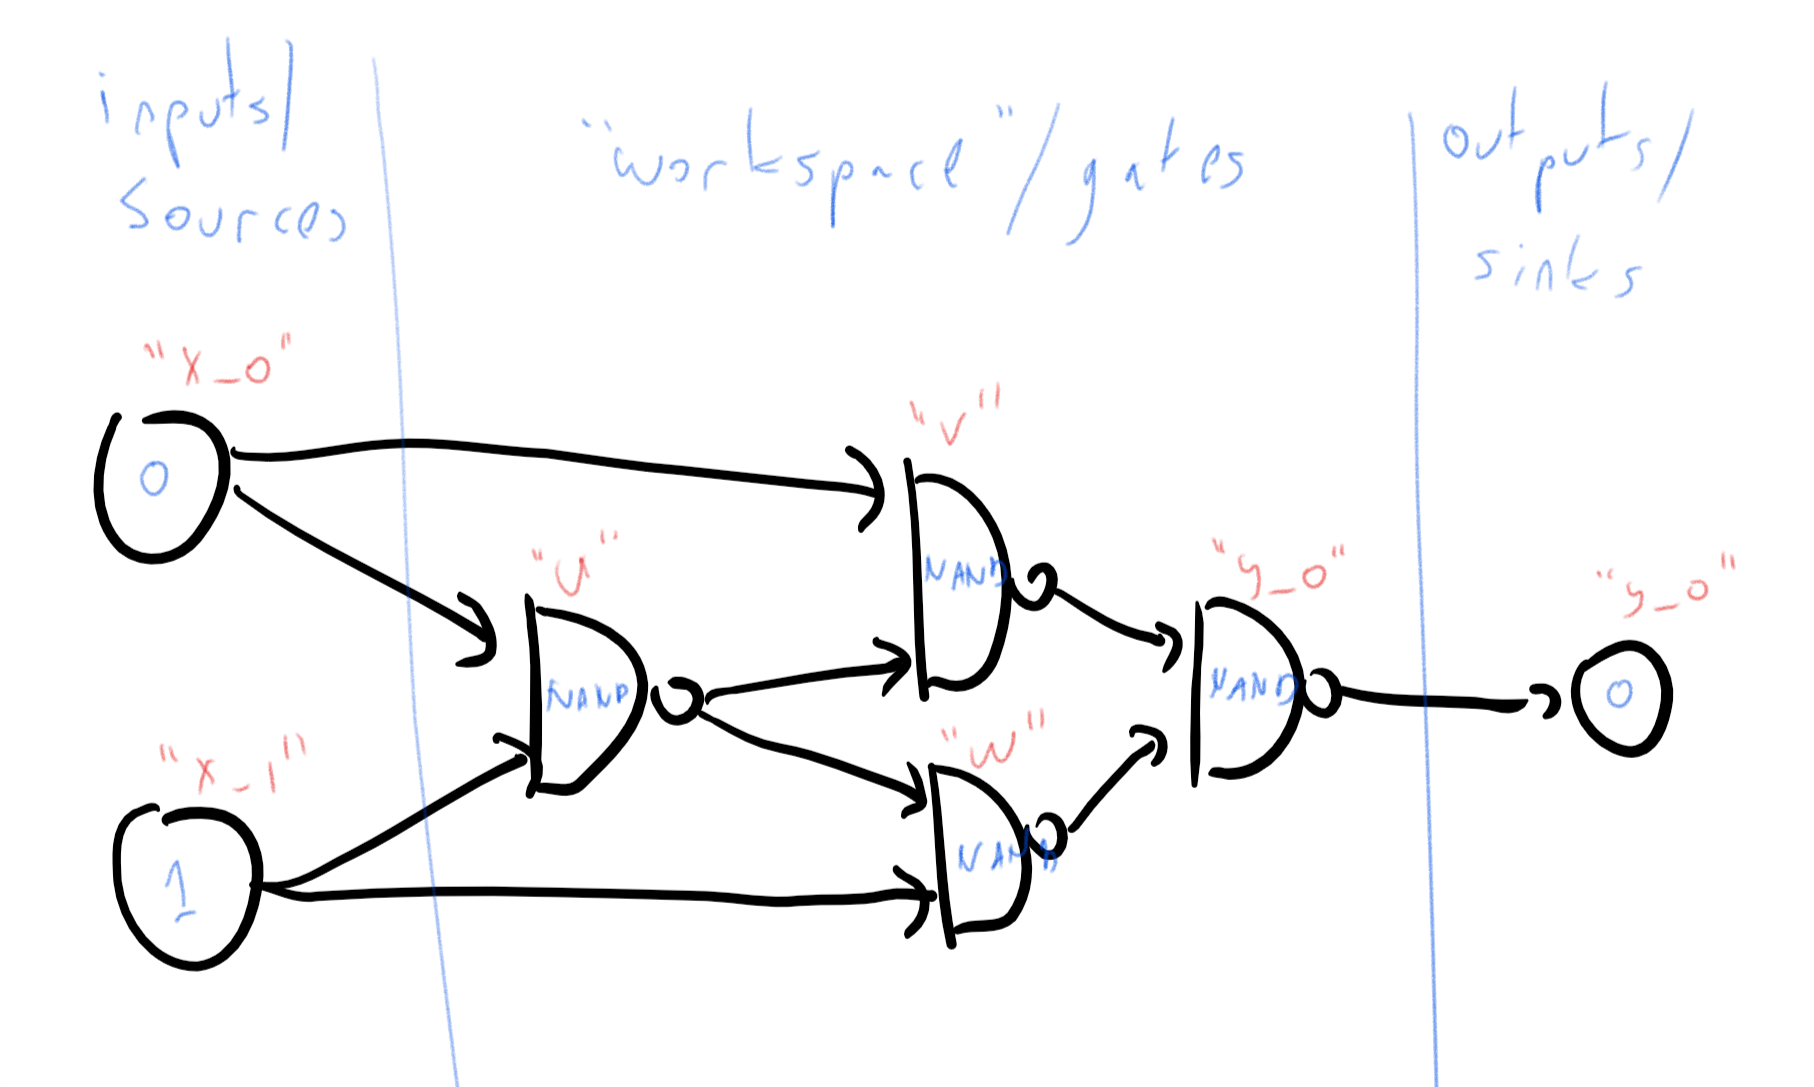 inputs/
Sources
"workspace"/gates
outputs/
sinks
"x_0"
0
"v"
NAND
"u"
NAND
"y_0"
NAND
"y_0"
0
"w"
NAND
"x_1"
1